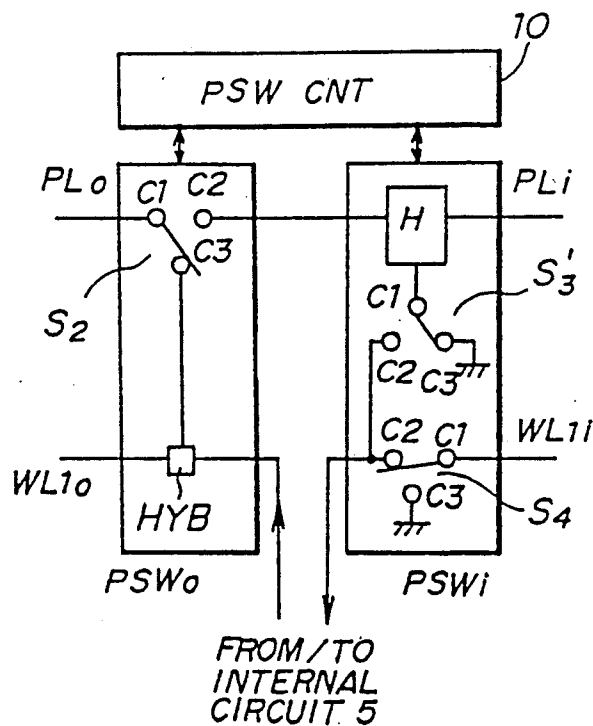 10
PSW CNT
PLo
C1
C2
C3
S2
PLi
H
C1
S3'
C2
C3
WL1o
HYB
C2
C1
WL1i
C3
S4
PSWo
PSWi
FROM/TO
INTERNAL
CIRCUIT 5